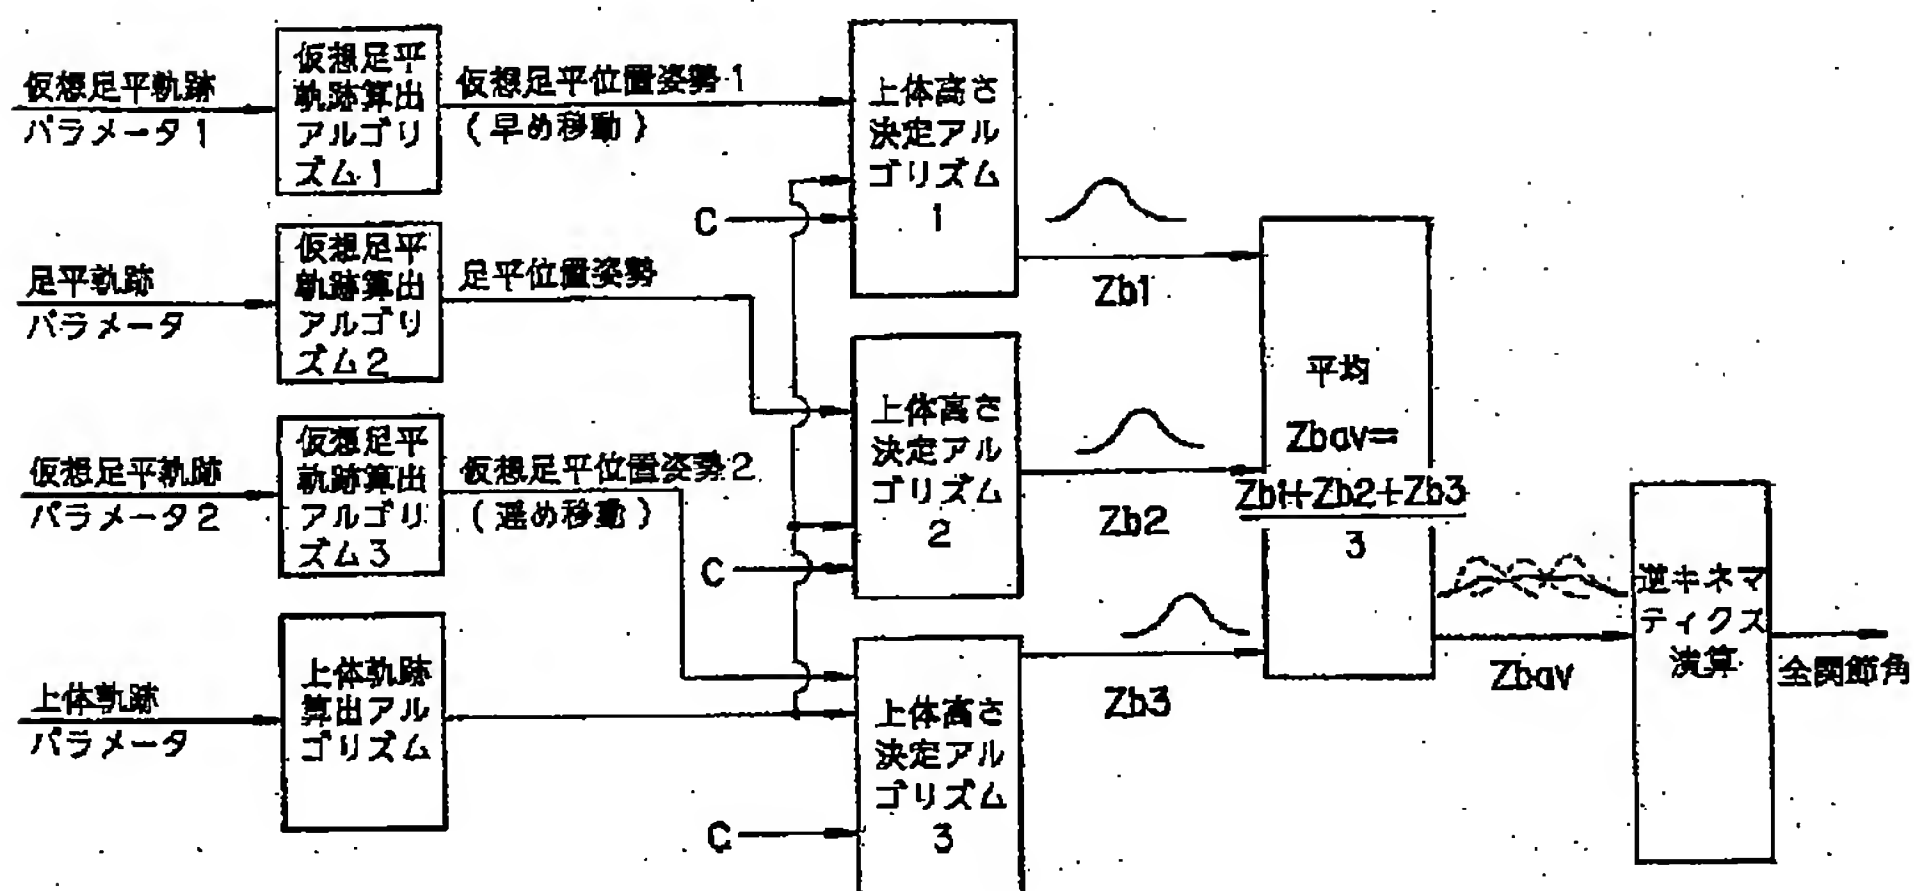 仮想足平軌跡
パラメータ1
仮想足平
軌跡算出
アルゴリ
ズム1
仮想足平位置姿勢1
(早め移動)
上体高さ
決定アル
ゴリズム
1
C
Zb1
足平軌跡
パラメータ
仮想足平
軌跡算出
アルゴリ
ズム2
足平位置姿勢
上体高さ
決定アル
ゴリズム
2
C
Zb2
仮想足平軌跡
パラメータ2
仮想足平
軌跡算出
アルゴリ
ズム3
仮想足平位置姿勢2
(遅め移動)
上体高さ
決定アル
ゴリズム
3
C
Zb3
上体軌跡
パラメータ
上体軌跡
算出アル
ゴリズム
平均
Zbav=
Zb1+Zb2+Zb3
3
Zbav
逆キネマ
ティクス
演算
全関節角